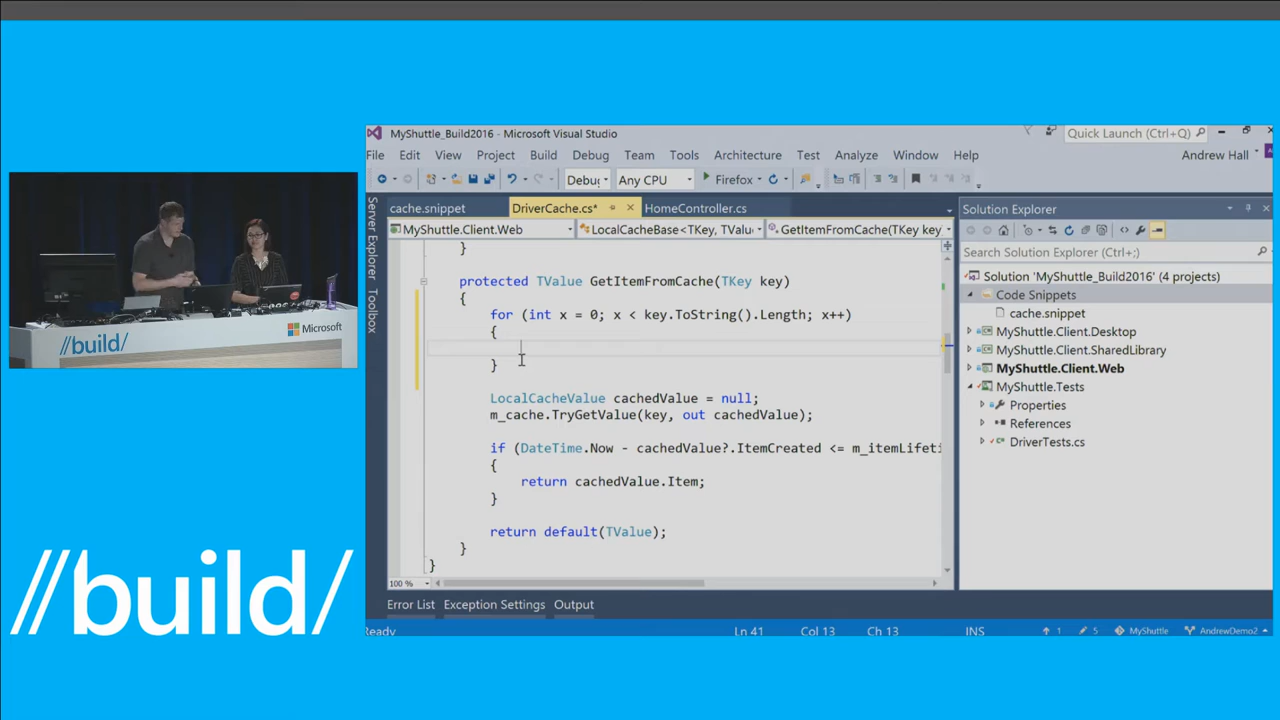 MyShuttle_Build2016 - Microsoft Visual Studio
Quick Launch (Ctrl+Q)
File Edit View Project Build Debug Team Tools Architecture Test Analyze Window Help
Andrew Hall
Debug Any CPU Firefox
cache.snippet DriverCache.cs* HomeController.cs
MyShuttle.Client.Web LocalCacheBase<TKey, TValu GetItemFromCache(TKey key)
Server Explorer
Toolbox
}
protected TValue GetItemFromCache(TKey key)
{
for (int x = 0; x < key.ToString().Length; x++)
{
}
LocalCacheValue cachedValue = null;
m_cache.TryGetValue(key, out cachedValue);
if (DateTime.Now - cachedValue?.ItemCreated <= m_itemLifeti
{
return cachedValue.Item;
}
return default(TValue);
}
}
100 %
Solution Explorer
Search Solution Explorer (Ctrl+;)
Solution 'MyShuttle_Build2016' (4 projects)
Code Snippets
cache.snippet
MyShuttle.Client.Desktop
MyShuttle.Client.SharedLibrary
MyShuttle.Client.Web
MyShuttle.Tests
Properties
References
DriverTests.cs
Error List Exception Settings Output
Ready Ln 41 Col 13 Ch 13 INS 1 5 MyShuttle AndrewDemo2
//build/
Microsoft
//build/